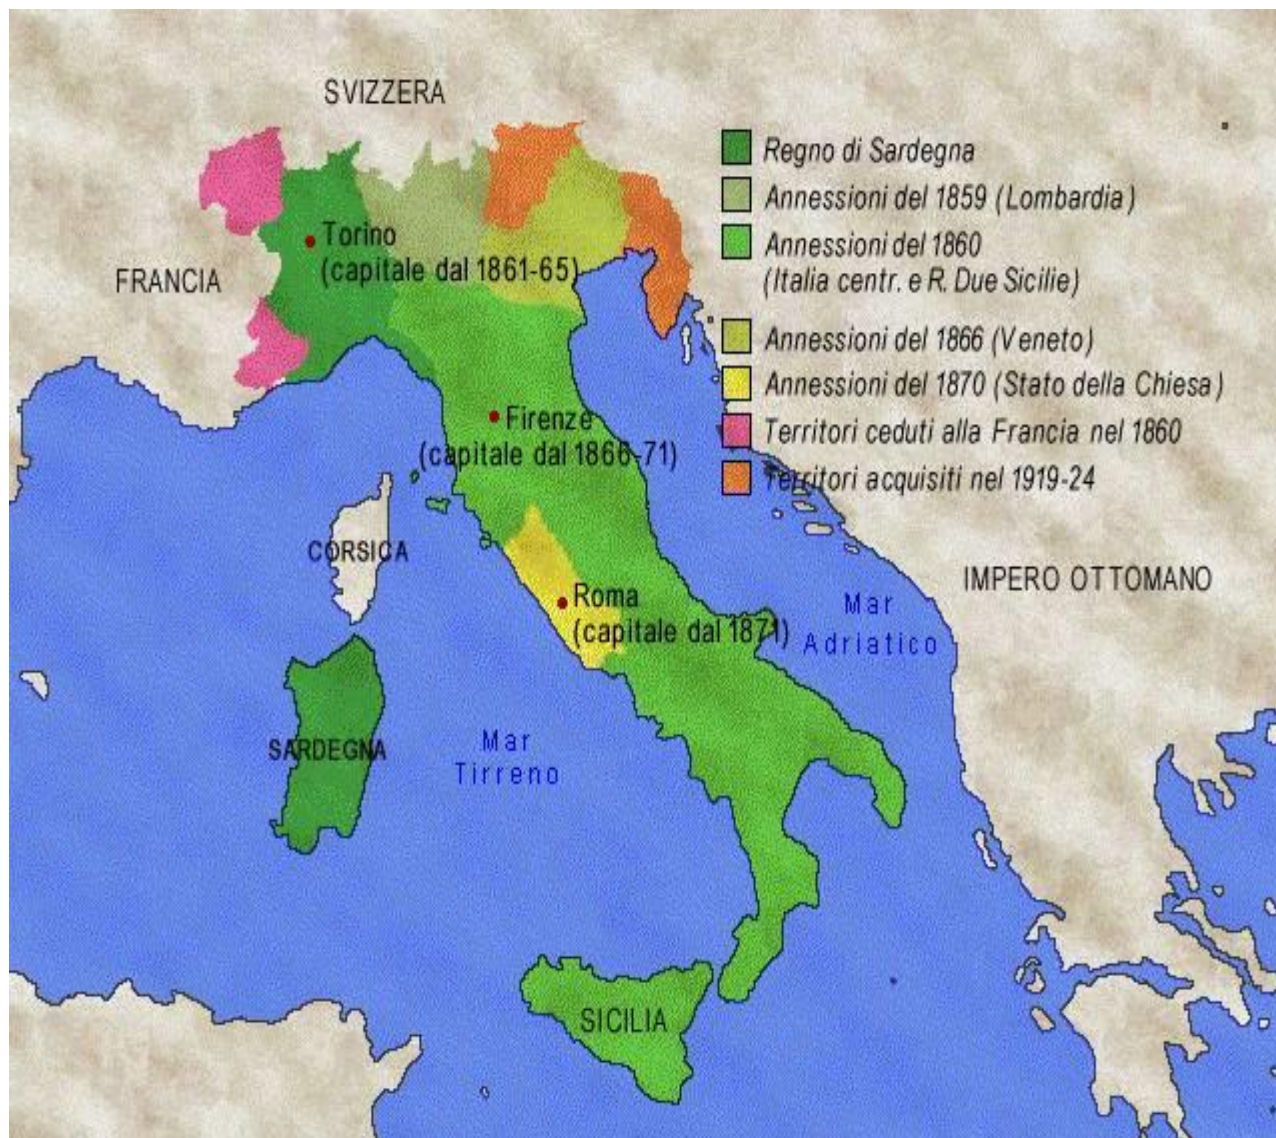 SVIZZERA
Regno di Sardegna
Annessioni del 1859 (Lombardia)
Annessioni del 1860
(Italia centr. e R. Due Sicilie)
Annessioni del 1866 (Veneto)
Annessioni del 1870 (Stato della Chiesa)
Territori ceduti alla Francia nel 1860
Territori acquisiti nel 1919-24
Torino
(capitale dal 1861-65)
FRANCIA
Firenze
(capitale dal 1866-71)
CORSICA
IMPERO OTTOMANO
Roma
(capitale dal 1871)
Mar
Adriatico
SARDEGNA
Mar
Tirreno
SICILIA